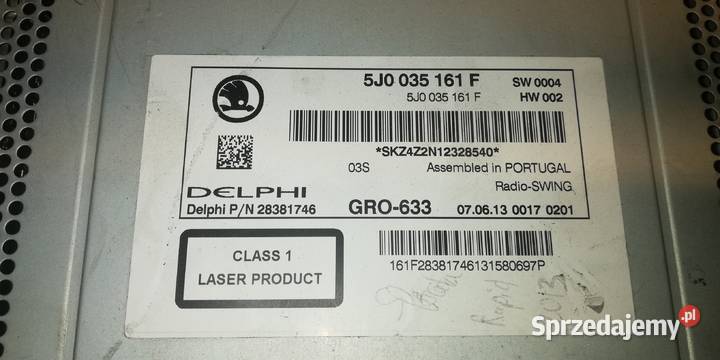 5J0 035 161 F SW 0004
5J0 035 161 F HW 002
*SKZ4Z2N12328540*
03S Assembled in PORTUGAL
Radio-SWING
DELPHI
Delphi P/N 28381746 GRO-633 07.06.13 0017 0201
CLASS 1
LASER PRODUCT
161F28381746131580697P
Rapid
Sprzedajemy.pl